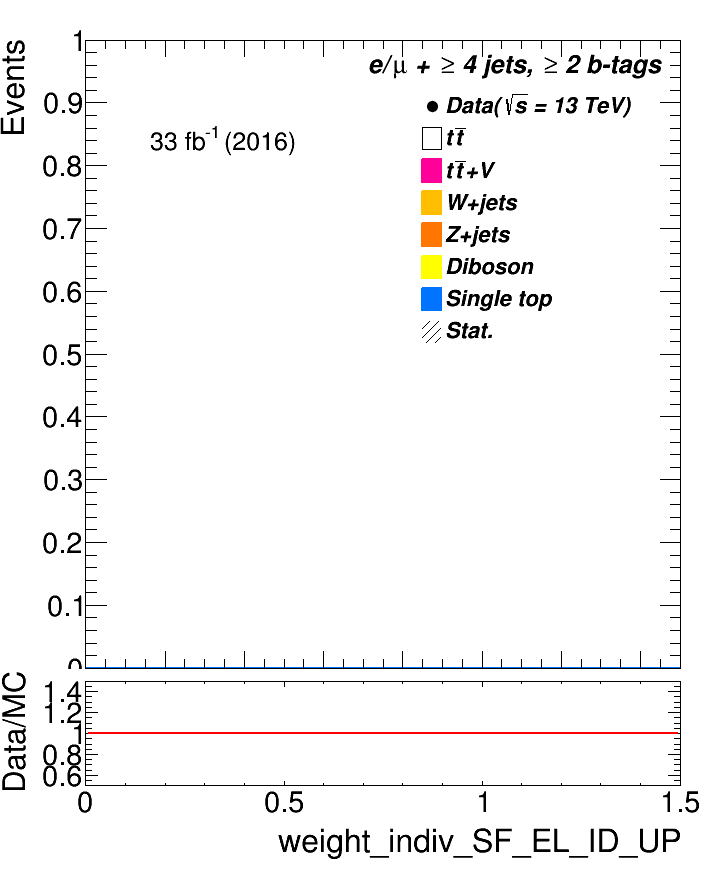 Events
1
0.9
0.8
0.7
0.6
0.5
0.4
0.3
0.2
0.1
0
e/μ + ≥ 4 jets, ≥ 2 b-tags
33 fb⁻¹ (2016)
Data(√s = 13 TeV)
tt̅
tt̅+V
W+jets
Z+jets
Diboson
Single top
Stat.
Data/MC
1.4
1.2
1
0.8
0.6
0 0.5 1 1.5
weight_indiv_SF_EL_ID_UP